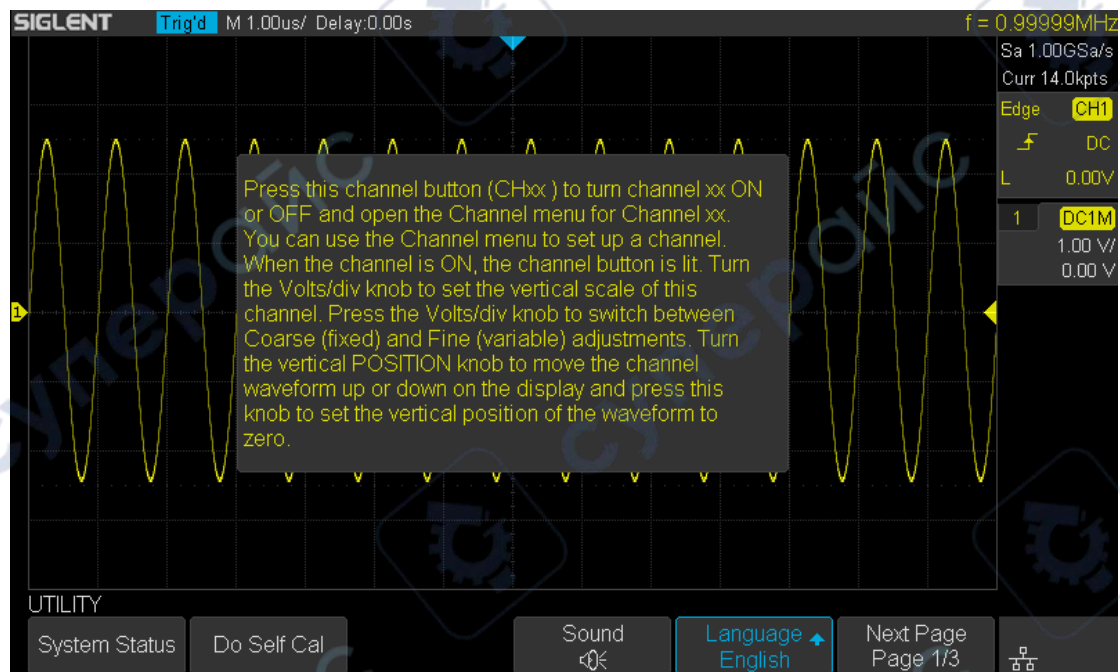 SIGLENT Trig'd M 1.00us/ Delay:0.00s f = 0.99999MHz
Sa 1.00GSa/s
Curr 14.0kpts
Edge CH1
DC
L 0.00V
1 DC1M
1.00 V/
0.00 V
Press this channel button (CHxx ) to turn channel xx ON
or OFF and open the Channel menu for Channel xx.
You can use the Channel menu to set up a channel.
When the channel is ON, the channel button is lit. Turn
the Volts/div knob to set the vertical scale of this
channel. Press the Volts/div knob to switch between
Coarse (fixed) and Fine (variable) adjustments. Turn
the vertical POSITION knob to move the channel
waveform up or down on the display and press this
knob to set the vertical position of the waveform to
zero.
1
UTILITY
System Status
Do Self Cal
Sound
Language
English
Next Page
Page 1/3
суперайс
суперайс